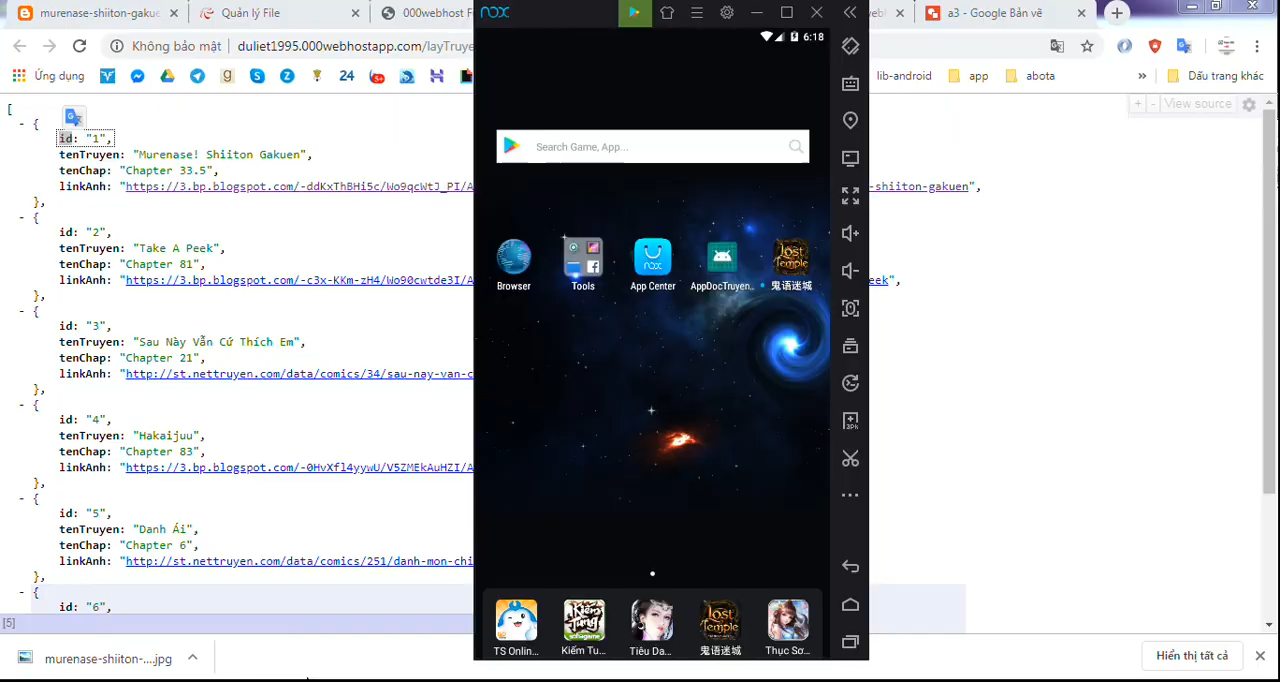 murenase-shiiton-gaku
Quản lý File
000webhost F
nox
a3 - Google Bản vẽ
Không bảo mật
duliet1995.000webhostapp.com/layTruye
Ứng dụng
24
lib-android
app
abota
»
Dấu trang khác
6:18
+ - View source
[
- {
id: "1",
tenTruyen: "Murenase! Shiiton Gakuen",
tenChap: "Chapter 33.5",
linkAnh: "https://3.bp.blogspot.com/-ddKxThBHi5c/Wo9qcWtJ_PI/A
-shiiton-gakuen",
},
- {
id: "2",
tenTruyen: "Take A Peek",
tenChap: "Chapter 81",
linkAnh: "https://3.bp.blogspot.com/-c3x-KKm-zH4/Wo90cwtde3I/A
ek",
},
- {
id: "3",
tenTruyen: "Sau Này Vẫn Cứ Thích Em",
tenChap: "Chapter 21",
linkAnh: "http://st.nettruyen.com/data/comics/34/sau-nay-van-c
},
- {
id: "4",
tenTruyen: "Hakaijuu",
tenChap: "Chapter 83",
linkAnh: "https://3.bp.blogspot.com/-0HvXfl4yywU/V5ZMEkAuHZI/A
},
- {
id: "5",
tenTruyen: "Danh Ái",
tenChap: "Chapter 6",
linkAnh: "http://st.nettruyen.com/data/comics/251/danh-mon-chi
},
- {
id: "6",
[5]
Search Game, App...
Browser
Tools
App Center
AppDocTruyen..
鬼语迷城
TS Onlin...
Kiếm Tu...
Tiêu Da...
鬼语迷城
Thục Sơ...
murenase-shiiton-....jpg
Hiển thị tất cả